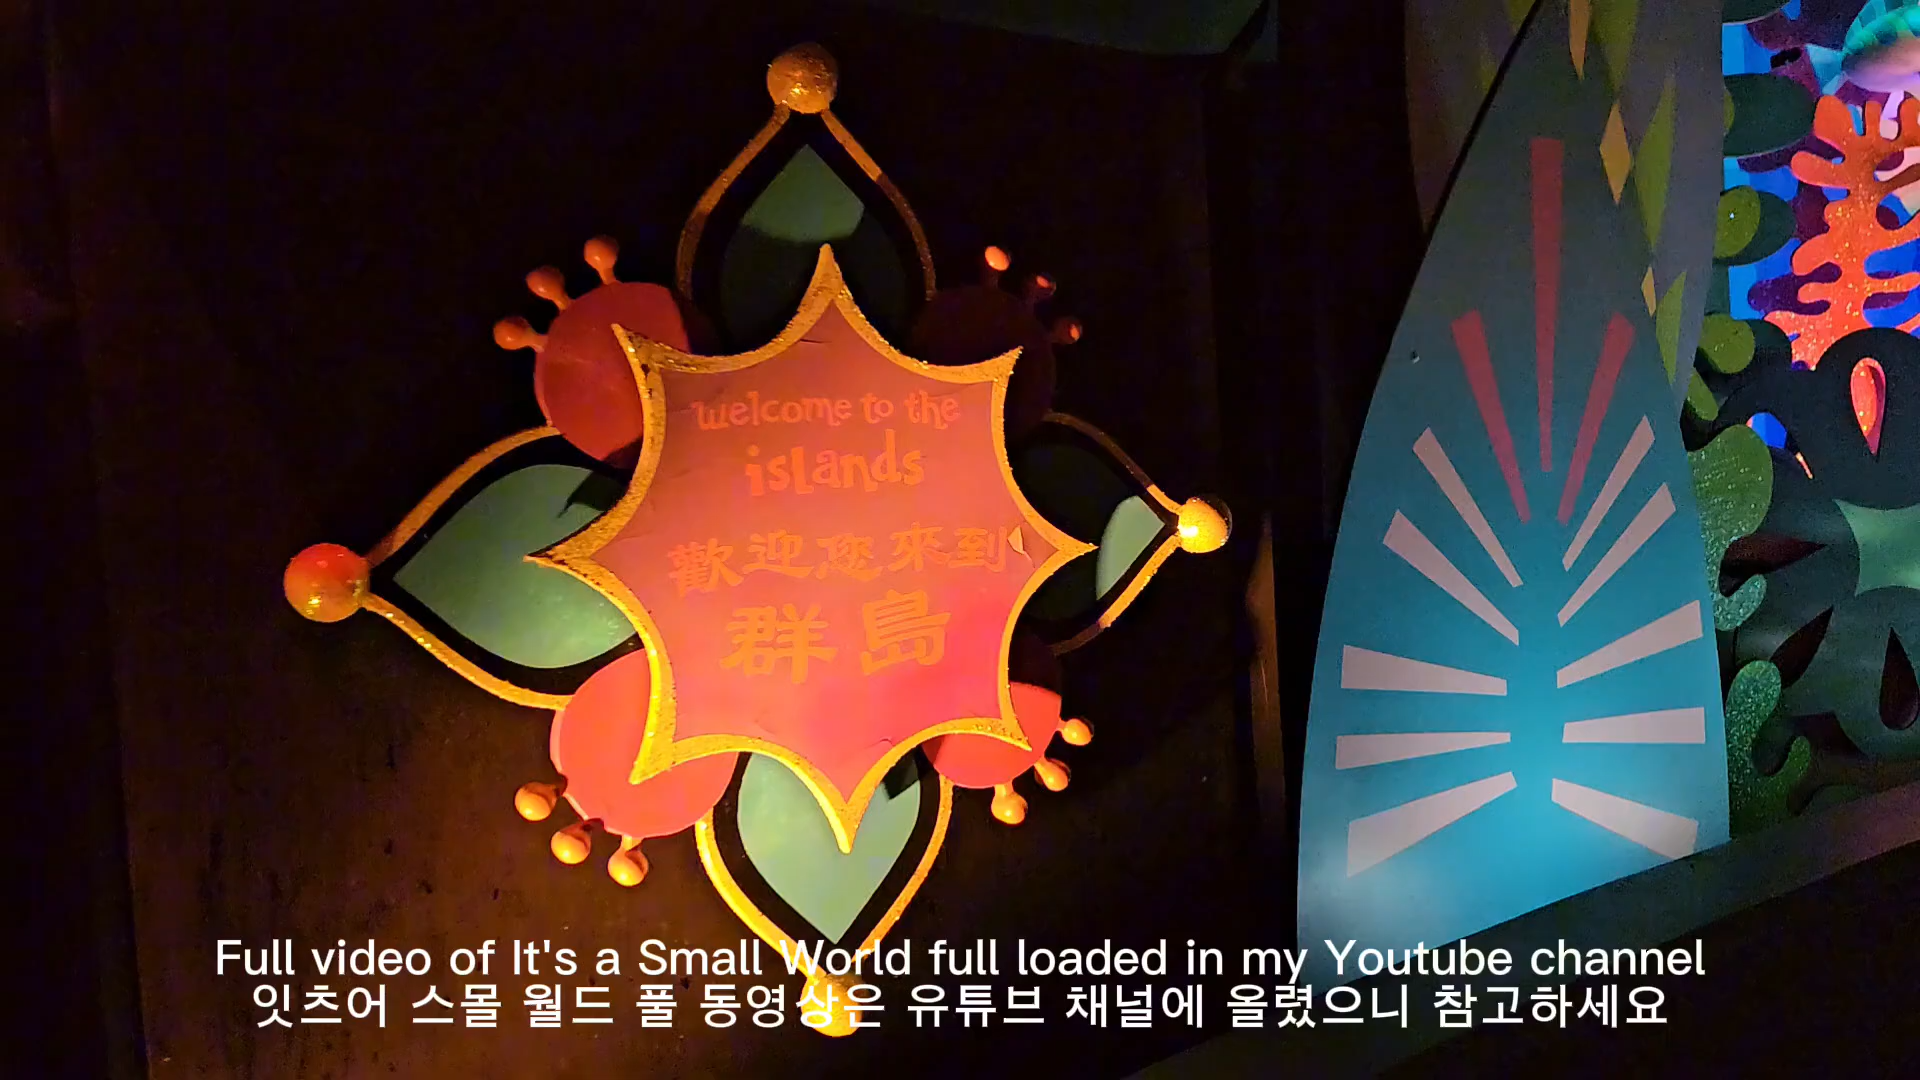 welcome to the
islands
歡迎您來到
群島
Full video of It's a Small World full loaded in my Youtube channel
잇츠어 스몰 월드 풀 동영상은 유튜브 채널에 올렸으니 참고하세요